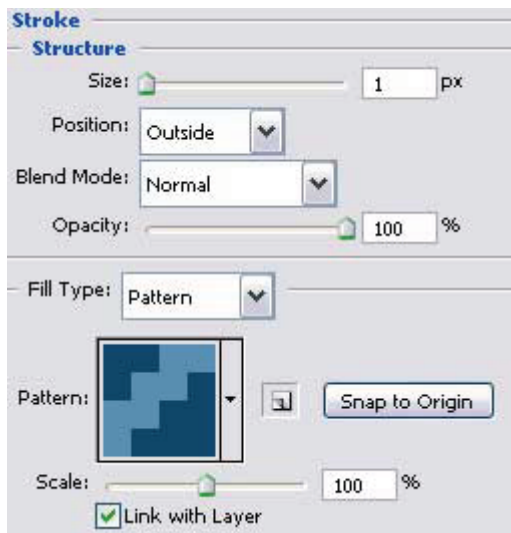 Stroke
Structure
Size: 1 px
Position: Outside
Blend Mode: Normal
Opacity: 100 %
Fill Type: Pattern
Pattern: Snap to Origin
Scale: 100 %
Link with Layer